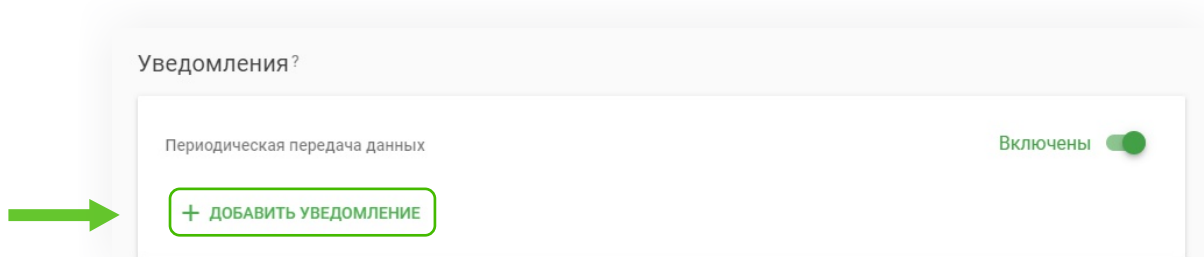 Уведомления?
Периодическая передача данных
Включены
+ ДОБАВИТЬ УВЕДОМЛЕНИЕ